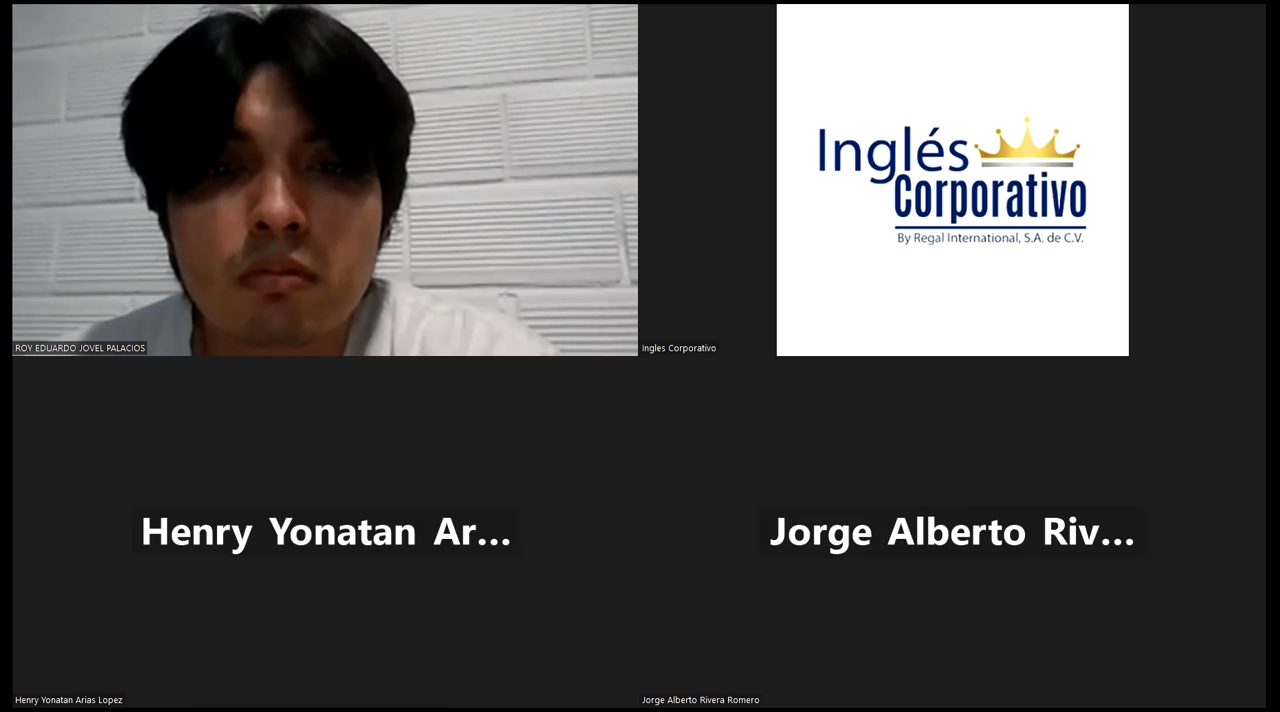 Inglés
Corporativo
By Regal International, S.A. de C.V.
ROY EDUARDO JOVEL PALACIOS
Ingles Corporativo
Henry Yonatan Ar...
Jorge Alberto Riv...
Henry Yonatan Arias Lopez
Jorge Alberto Rivera Romero